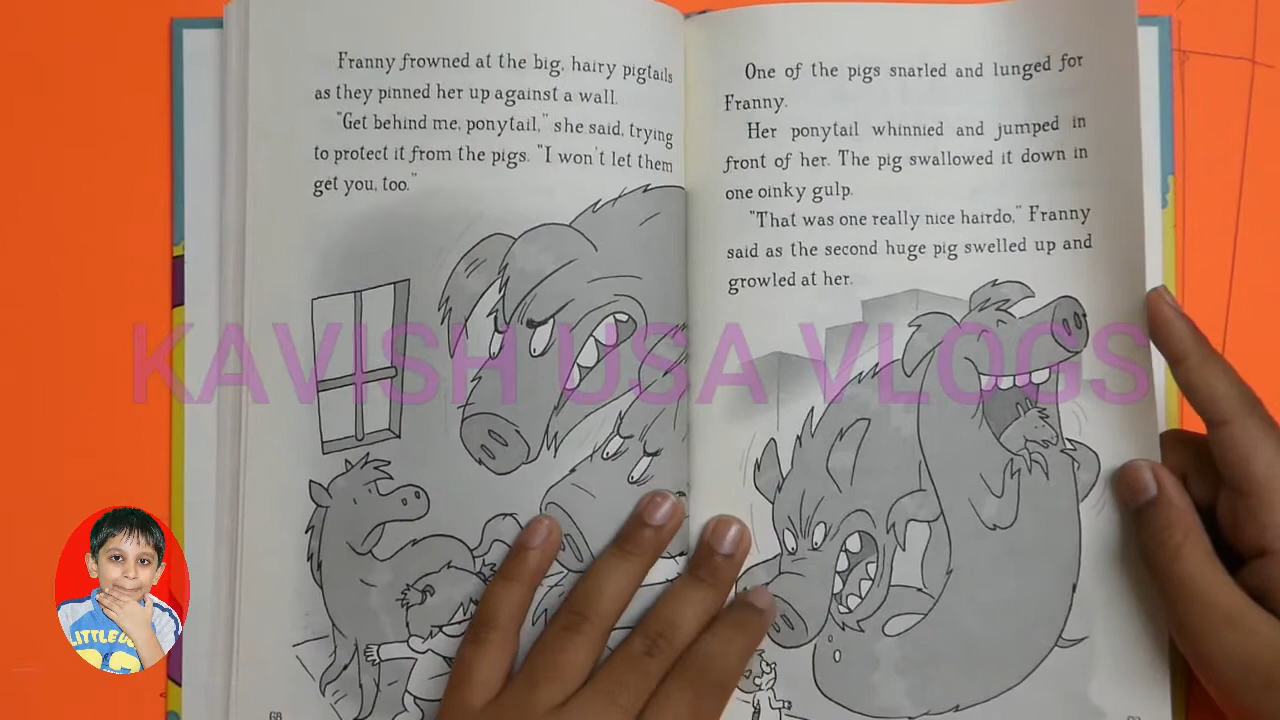 Franny frowned at the big, hairy pigtails
as they pinned her up against a wall.
"Get behind me, ponytail," she said, trying
to protect it from the pigs. "I won't let them
get you, too."
68
One of the pigs snarled and lunged for
Franny.
Her ponytail whinnied and jumped in
front of her. The pig swallowed it down in
one oinky gulp.
"That was one really nice hairdo," Franny
said as the second huge pig swelled up and
growled at her.
KAVISH USA VLOGS